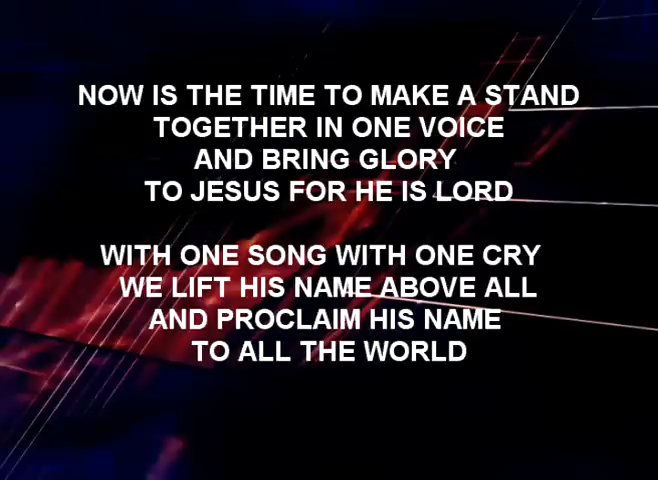 NOW IS THE TIME TO MAKE A STAND
TOGETHER IN ONE VOICE
AND BRING GLORY
TO JESUS FOR HE IS LORD
WITH ONE SONG WITH ONE CRY
WE LIFT HIS NAME ABOVE ALL
AND PROCLAIM HIS NAME
TO ALL THE WORLD